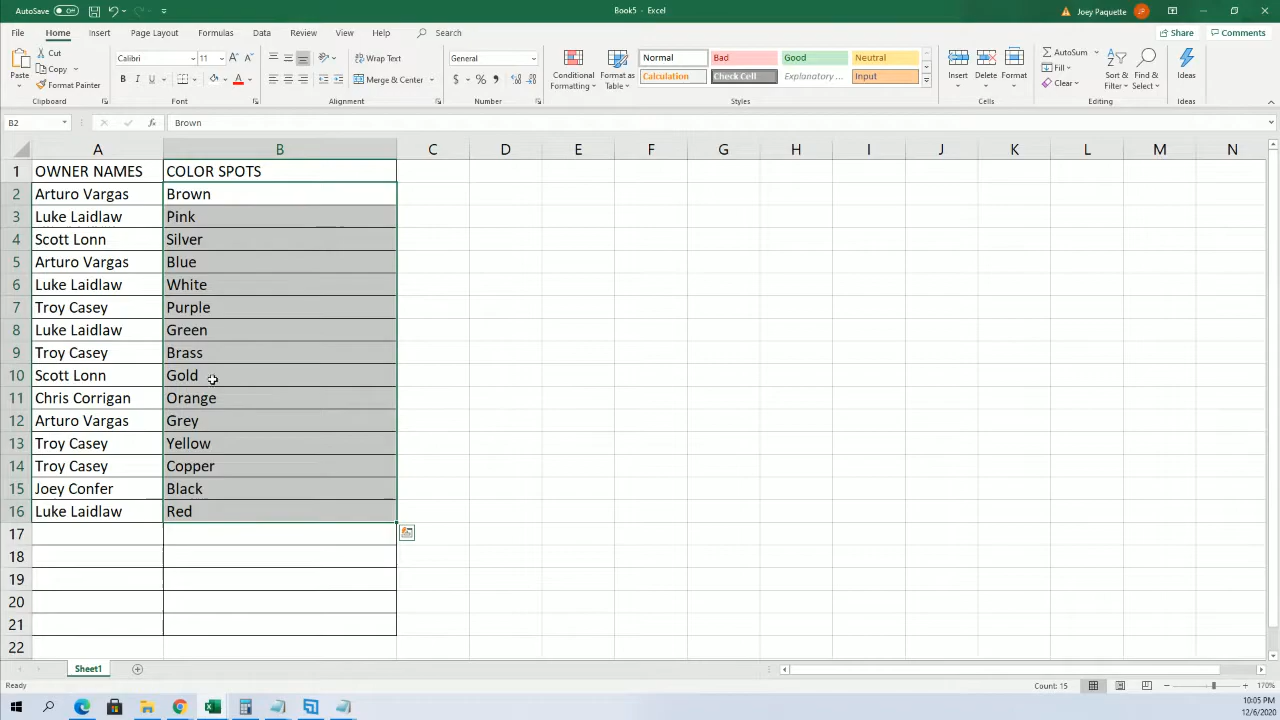 AutoSave Off
Book5 - Excel
Joey Paquette
JP
File Home Insert Page Layout Formulas Data Review View Help Search
Share Comments
Paste
Cut
Copy
Format Painter
Clipboard
Calibri 11
B I U
Font
Wrap Text
Merge & Center
Alignment
General
$ % 9
Number
Conditional Formatting
Format as Table
Normal Bad Good Neutral
Calculation Check Cell Explanatory ... Input
Styles
Insert Delete Format
Cells
AutoSum
Fill
Clear
Sort & Filter
Find & Select
Editing
Ideas
Ideas
B2 fx Brown
A B C D E F G H I J K L M N
1 OWNER NAMES COLOR SPOTS
2 Arturo Vargas Brown
3 Luke Laidlaw Pink
4 Scott Lonn Silver
5 Arturo Vargas Blue
6 Luke Laidlaw White
7 Troy Casey Purple
8 Luke Laidlaw Green
9 Troy Casey Brass
10 Scott Lonn Gold
11 Chris Corrigan Orange
12 Arturo Vargas Grey
13 Troy Casey Yellow
14 Troy Casey Copper
15 Joey Confer Black
16 Luke Laidlaw Red
17
18
19
20
21
22
Sheet1
Ready
Count: 15
170%
10:05 PM
12/6/2020